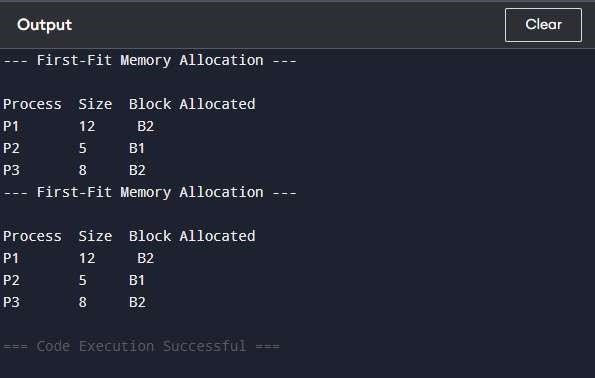 Output
Clear
--- First-Fit Memory Allocation ---
Process  Size  Block Allocated
P1       12     B2
P2       5     B1
P3       8     B2
--- First-Fit Memory Allocation ---
Process  Size  Block Allocated
P1       12     B2
P2       5     B1
P3       8     B2
=== Code Execution Successful ===